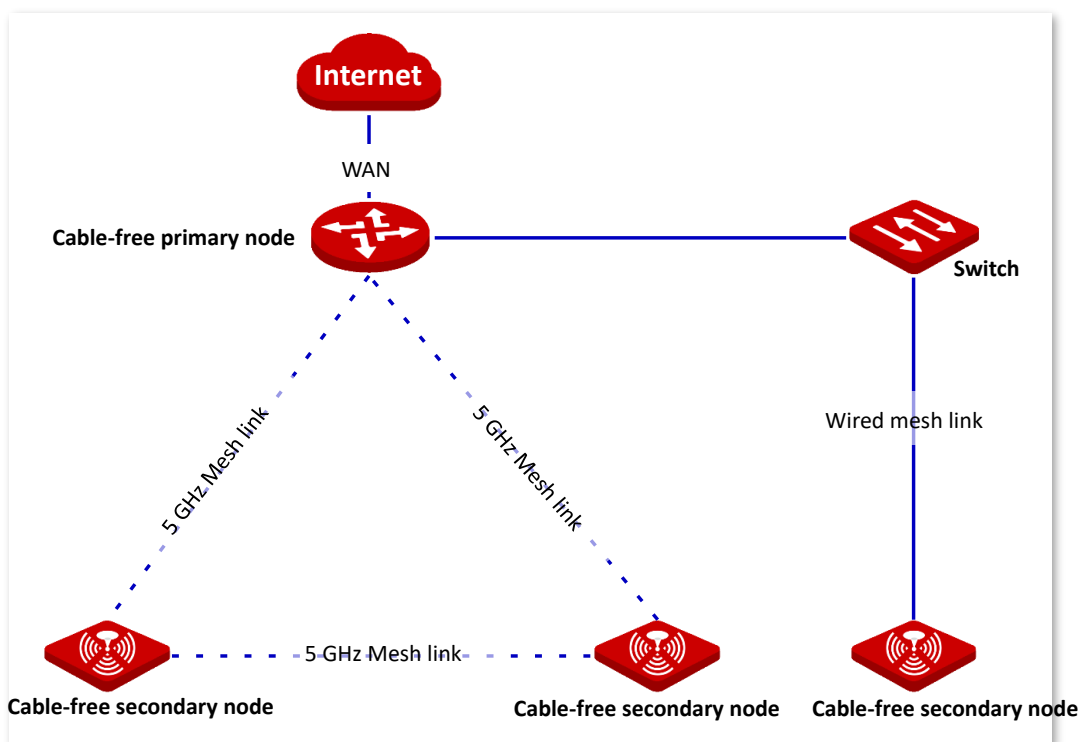 Internet
WAN
Cable-free primary node
Switch
5 GHz Mesh link
5 GHz Mesh link
Wired mesh link
5 GHz Mesh link
Cable-free secondary node
Cable-free secondary node
Cable-free secondary node